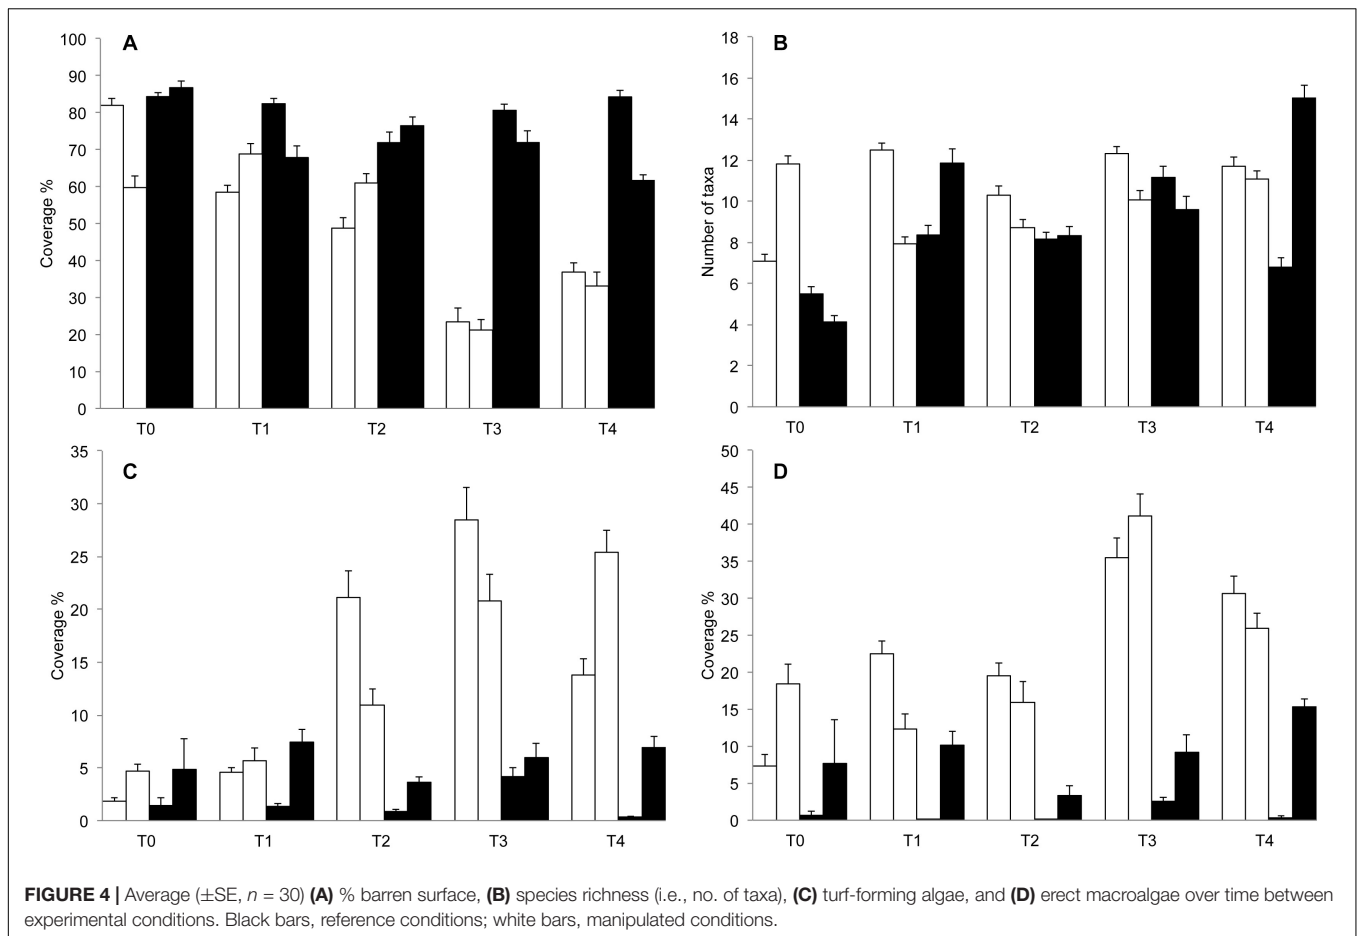 A
100
90
80
70
60
50
40
30
20
10
0
Coverage %
T0 T1 T2 T3 T4
B
18
16
14
12
10
8
6
4
2
0
Number of taxa
T0 T1 T2 T3 T4
C
35
30
25
20
15
10
5
0
Coverage %
T0 T1 T2 T3 T4
D
50
45
40
35
30
25
20
15
10
5
0
Coverage %
T0 T1 T2 T3 T4
FIGURE 4 | Average (±SE, n = 30) (A) % barren surface, (B) species richness (i.e., no. of taxa), (C) turf-forming algae, and (D) erect macroalgae over time between
experimental conditions. Black bars, reference conditions; white bars, manipulated conditions.